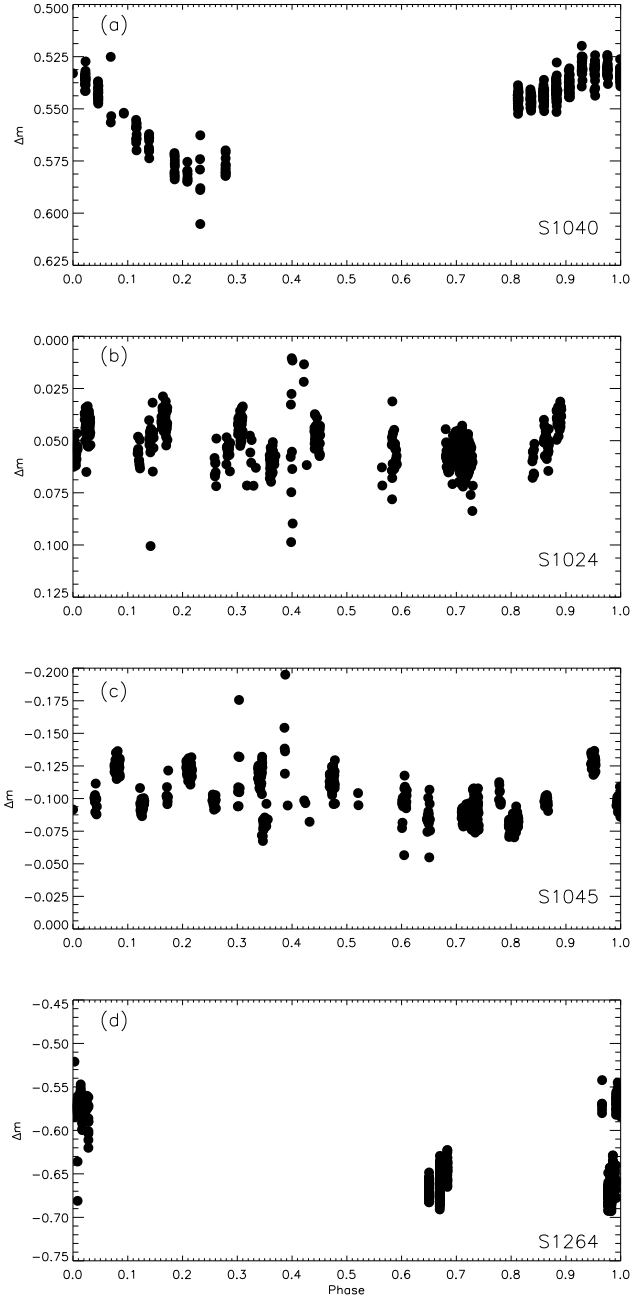 (a)
0.500
0.525
0.550
0.575
0.600
0.625
Δm
S1040
0.0 0.1 0.2 0.3 0.4 0.5 0.6 0.7 0.8 0.9 1.0
(b)
0.000
0.025
0.050
0.075
0.100
0.125
Δm
S1024
0.0 0.1 0.2 0.3 0.4 0.5 0.6 0.7 0.8 0.9 1.0
(c)
−0.200
−0.175
−0.150
−0.125
−0.100
−0.075
−0.050
−0.025
0.000
Δm
S1045
0.0 0.1 0.2 0.3 0.4 0.5 0.6 0.7 0.8 0.9 1.0
(d)
−0.45
−0.50
−0.55
−0.60
−0.65
−0.70
−0.75
Δm
S1264
0.0 0.1 0.2 0.3 0.4 0.5 0.6 0.7 0.8 0.9 1.0
Phase